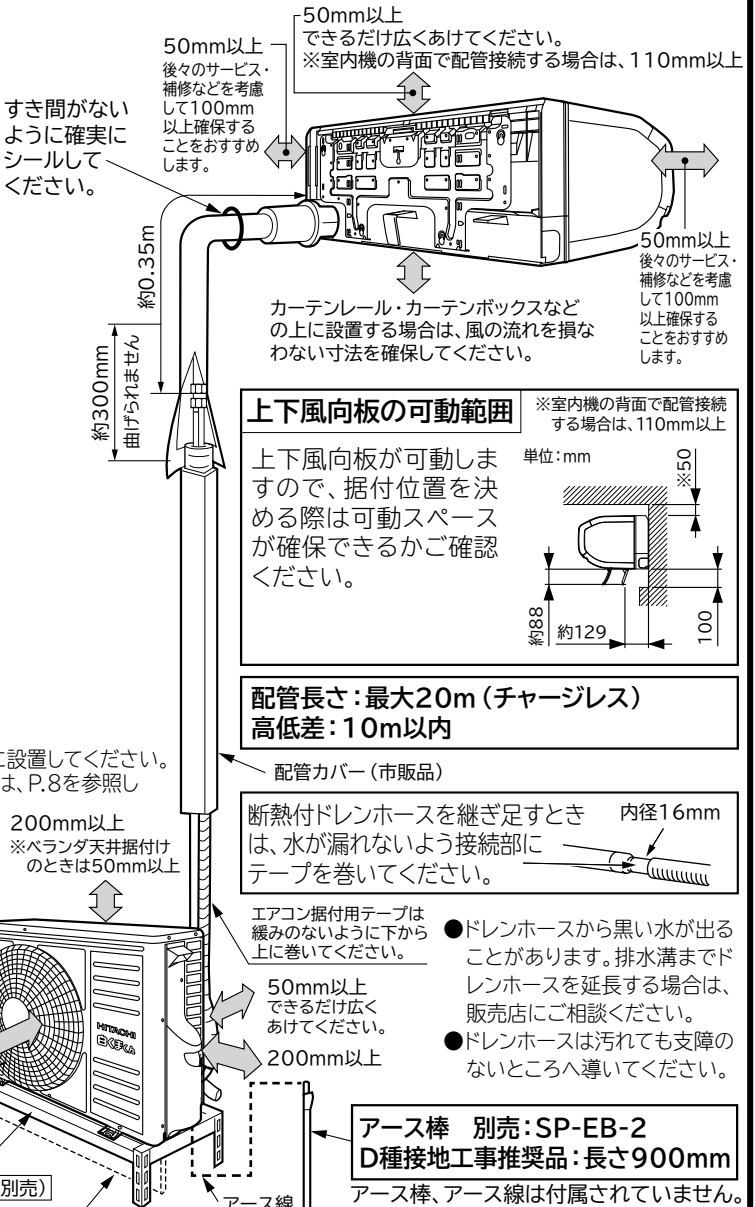 50mm以上
できるだけ広くあけてください。
※室内機の背面で配管接続する場合は、110mm以上
50mm以上
後々のサービス・
補修などを考慮
して100mm
以上確保する
ことをおすすめ
します。
すき間がない
ように確実に
シールして
ください。
約0.35m
約300mm
曲げられません
50mm以上
後々のサービス・
補修などを考慮
して100mm
以上確保する
ことをおすすめ
します。
カーテンレール・カーテンボックスなど
の上に設置する場合は、風の流れを損な
わない寸法を確保してください。
上下風向板の可動範囲
※室内機の背面で配管接続
する場合は、110mm以上
上下風向板が可動しま
すので、据付位置を決
める際は可動スペース
が確保できるかご確認
ください。
単位:mm
※50
約88
約129
100
配管長さ:最大20m(チャージレス)
高低差:10m以内
に設置してください。
は、P.8を参照し
配管カバー(市販品)
200mm以上
※ベランダ天井据付け
のときは50mm以上
断熱付ドレンホースを継ぎ足すとき
は、水が漏れないよう接続部に
テープを巻いてください。
内径16mm
エアコン据付用テープは
緩みのないように下から
上に巻いてください。
50mm以上
できるだけ広く
あけてください。
200mm以上
●ドレンホースから黒い水が出る
ことがあります。排水溝までド
レンホースを延長する場合は、
販売店にご相談ください。
●ドレンホースは汚れても支障の
ないところへ導いてください。
HITACHI
白くまくん
アース棒 別売:SP-EB-2
D種接地工事推奨品:長さ900mm
別売)
アース線
アース棒、アース線は付属されていません。